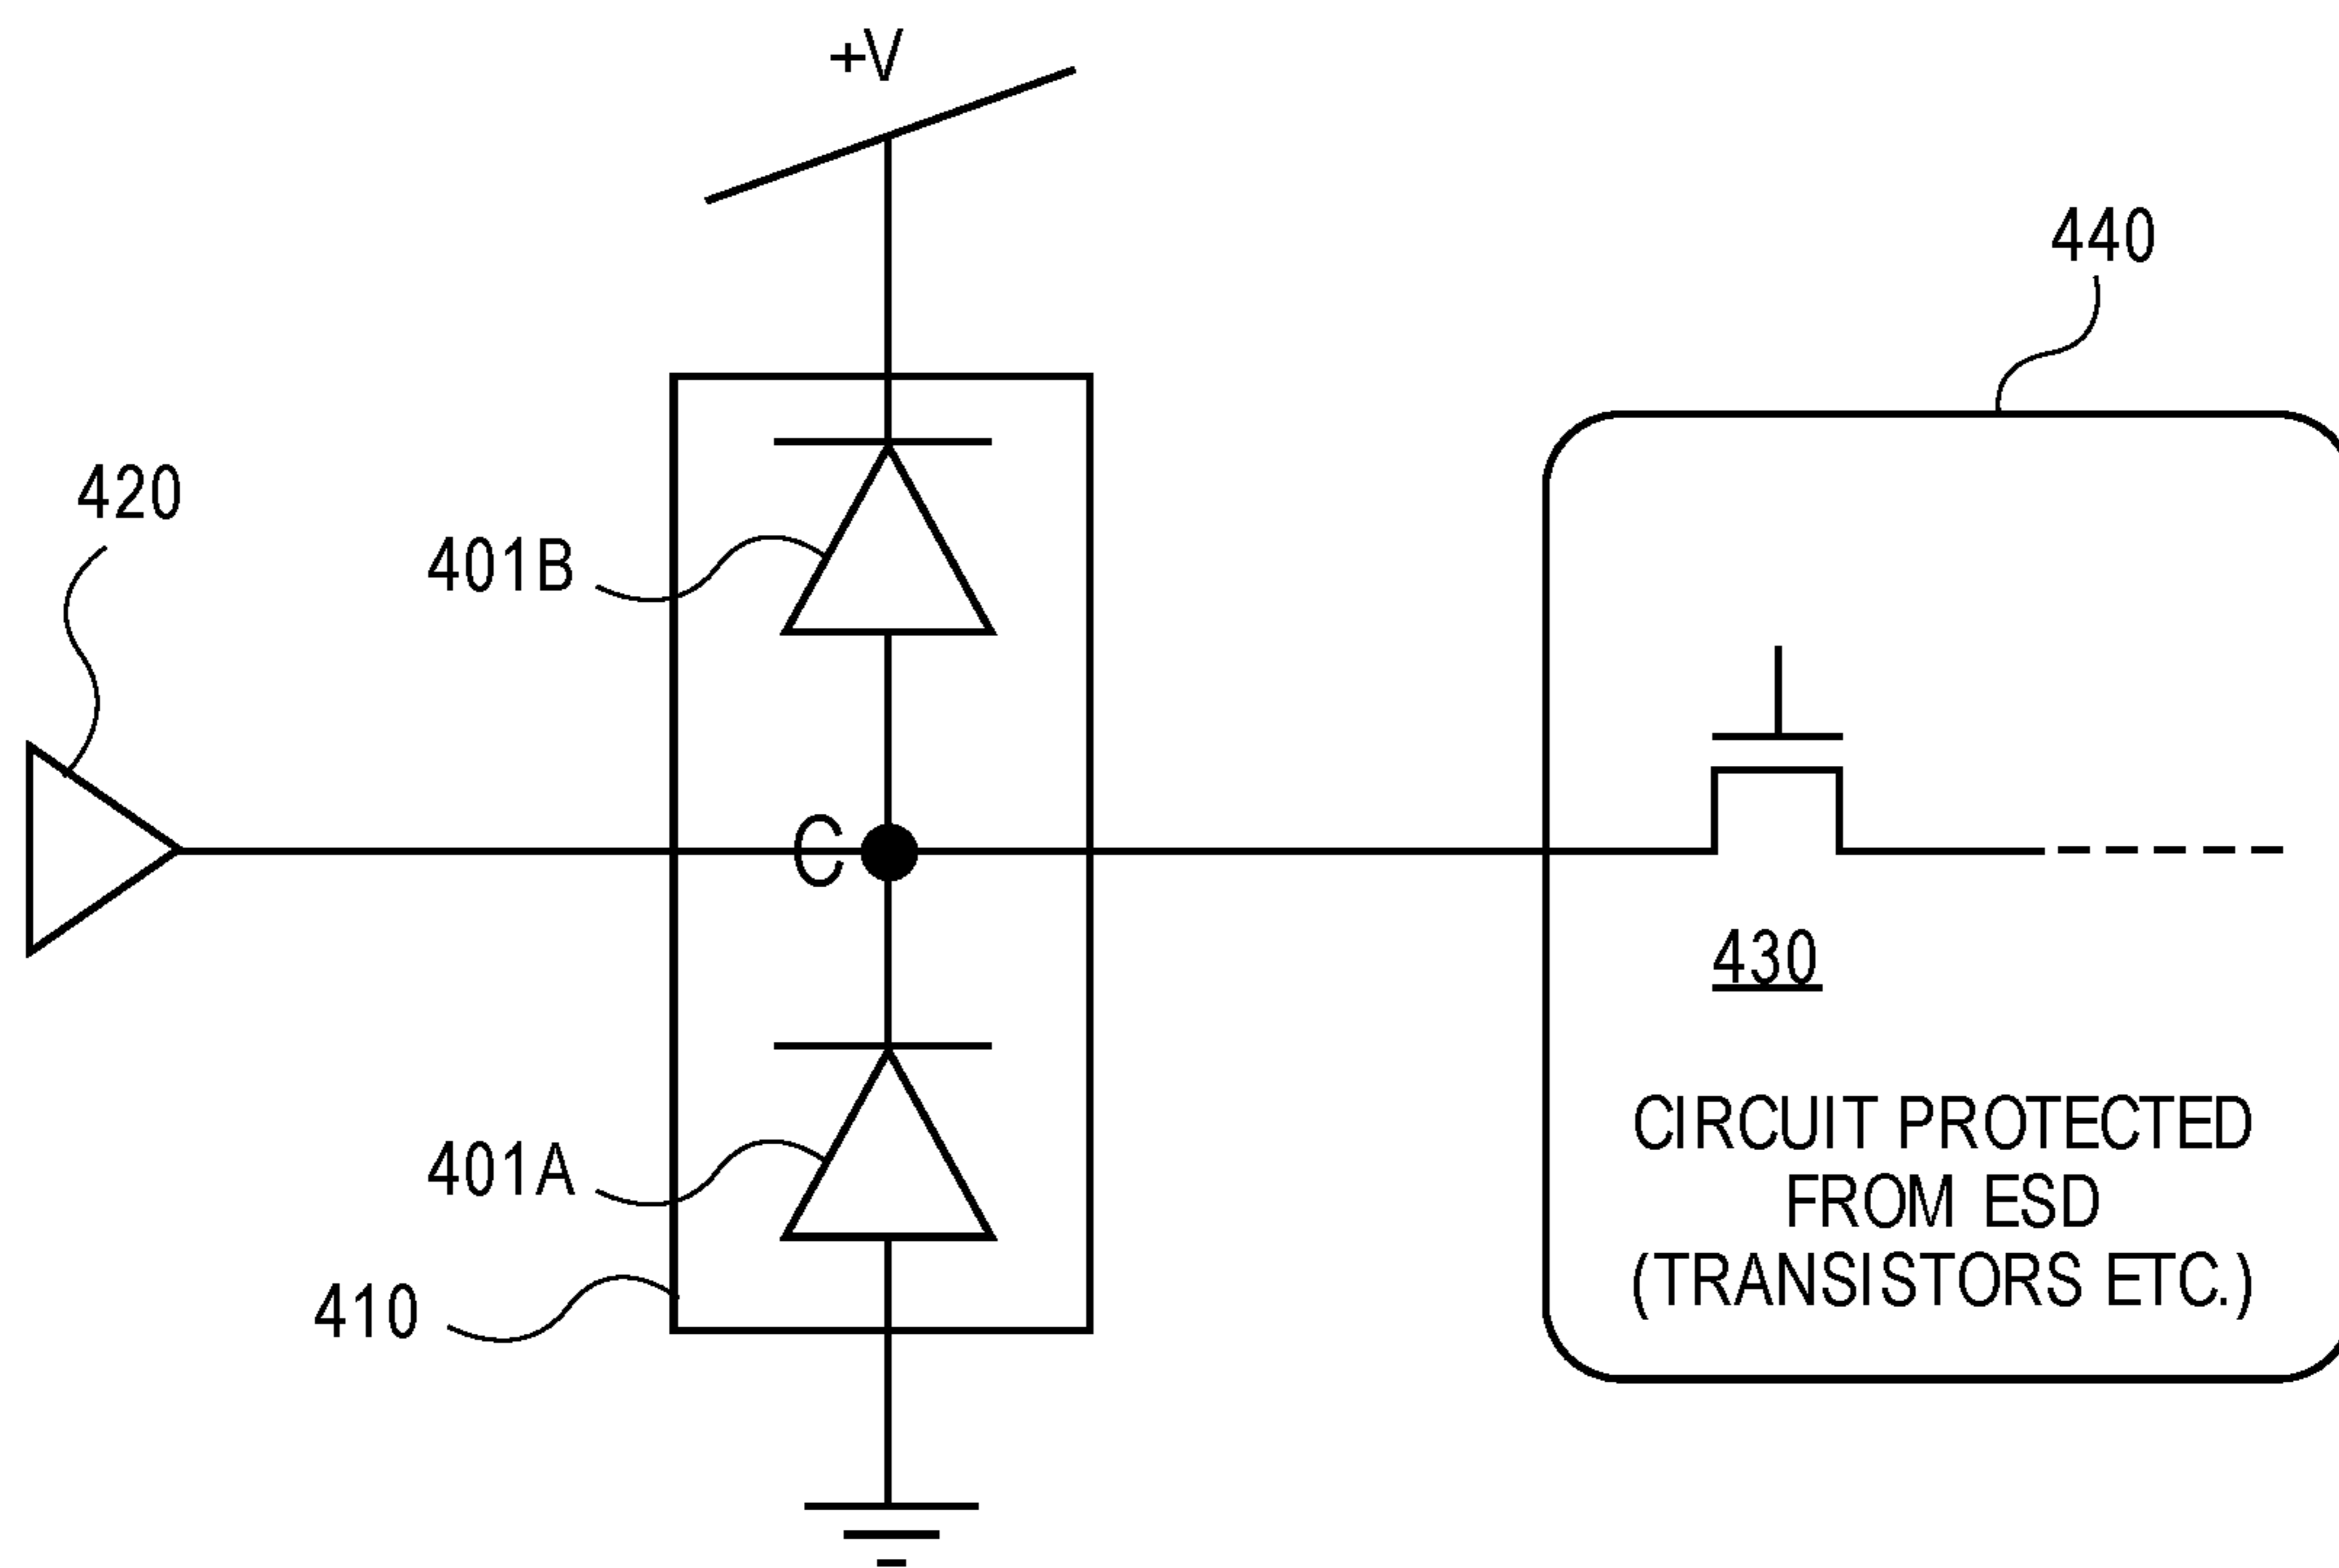 +V
440
420
401B
C
430
CIRCUIT PROTECTED
FROM ESD
(TRANSISTORS ETC.)
401A
410